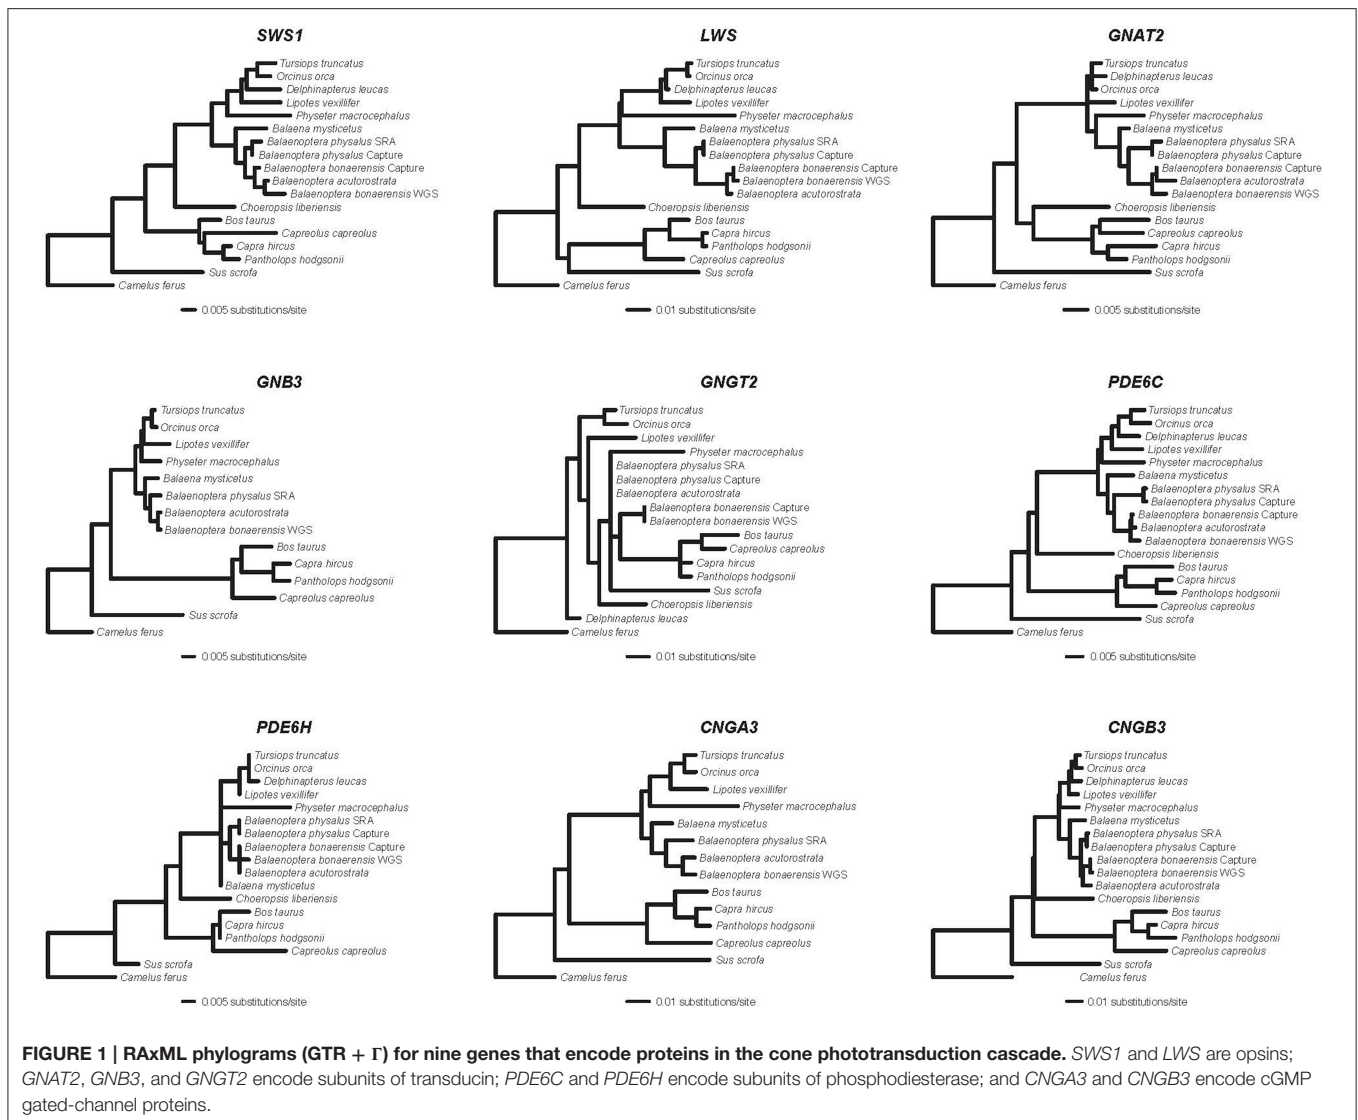 SWS1
Tursiops truncatus
Orcinus orca
Delphinapterus leucas
Lipotes vexillifer
Physeter macrocephalus
Balaena mysticetus
Balaenoptera physalus SRA
Balaenoptera physalus Capture
Balaenoptera bonaerensis Capture
Balaenoptera acutorostrata
Balaenoptera bonaerensis WGS
Choeropsis liberiensis
Bos taurus
Capreolus capreolus
Capra hircus
Pantholops hodgsonii
Sus scrofa
Camelus ferus
0.005 substitutions/site
LWS
Tursiops truncatus
Orcinus orca
Delphinapterus leucas
Lipotes vexillifer
Physeter macrocephalus
Balaena mysticetus
Balaenoptera physalus SRA
Balaenoptera physalus Capture
Balaenoptera bonaerensis Capture
Balaenoptera bonaerensis WGS
Balaenoptera acutorostrata
Choeropsis liberiensis
Bos taurus
Capra hircus
Pantholops hodgsonii
Capreolus capreolus
Sus scrofa
Camelus ferus
0.01 substitutions/site
GNAT2
Tursiops truncatus
Delphinapterus leucas
Orcinus orca
Lipotes vexillifer
Physeter macrocephalus
Balaena mysticetus
Balaenoptera physalus SRA
Balaenoptera physalus Capture
Balaenoptera bonaerensis Capture
Balaenoptera acutorostrata
Balaenoptera bonaerensis WGS
Choeropsis liberiensis
Bos taurus
Capreolus capreolus
Capra hircus
Pantholops hodgsonii
Sus scrofa
Camelus ferus
0.005 substitutions/site
GNB3
Tursiops truncatus
Orcinus orca
Lipotes vexillifer
Physeter macrocephalus
Balaena mysticetus
Balaenoptera physalus SRA
Balaenoptera acutorostrata
Balaenoptera bonaerensis WGS
Bos taurus
Capra hircus
Pantholops hodgsonii
Capreolus capreolus
Sus scrofa
Camelus ferus
0.005 substitutions/site
GNGT2
Tursiops truncatus
Orcinus orca
Lipotes vexillifer
Physeter macrocephalus
Balaenoptera physalus SRA
Balaenoptera physalus Capture
Balaenoptera acutorostrata
Balaenoptera bonaerensis Capture
Balaenoptera bonaerensis WGS
Bos taurus
Capreolus capreolus
Capra hircus
Pantholops hodgsonii
Sus scrofa
Choeropsis liberiensis
Delphinapterus leucas
Camelus ferus
0.01 substitutions/site
PDE6C
Tursiops truncatus
Orcinus orca
Delphinapterus leucas
Lipotes vexillifer
Physeter macrocephalus
Balaena mysticetus
Balaenoptera physalus SRA
Balaenoptera physalus Capture
Balaenoptera bonaerensis Capture
Balaenoptera acutorostrata
Balaenoptera bonaerensis WGS
Choeropsis liberiensis
Bos taurus
Capra hircus
Pantholops hodgsonii
Capreolus capreolus
Sus scrofa
Camelus ferus
0.005 substitutions/site
PDE6H
Tursiops truncatus
Orcinus orca
Delphinapterus leucas
Lipotes vexillifer
Physeter macrocephalus
Balaenoptera physalus SRA
Balaenoptera physalus Capture
Balaenoptera bonaerensis Capture
Balaenoptera bonaerensis WGS
Balaenoptera acutorostrata
Balaena mysticetus
Choeropsis liberiensis
Bos taurus
Capra hircus
Pantholops hodgsonii
Capreolus capreolus
Sus scrofa
Camelus ferus
0.005 substitutions/site
CNGA3
Tursiops truncatus
Orcinus orca
Lipotes vexillifer
Physeter macrocephalus
Balaena mysticetus
Balaenoptera physalus SRA
Balaenoptera acutorostrata
Balaenoptera bonaerensis WGS
Bos taurus
Capra hircus
Pantholops hodgsonii
Capreolus capreolus
Sus scrofa
Camelus ferus
0.01 substitutions/site
CNGB3
Tursiops truncatus
Orcinus orca
Delphinapterus leucas
Lipotes vexillifer
Physeter macrocephalus
Balaena mysticetus
Balaenoptera physalus SRA
Balaenoptera physalus Capture
Balaenoptera bonaerensis Capture
Balaenoptera bonaerensis WGS
Balaenoptera acutorostrata
Choeropsis liberiensis
Bos taurus
Capra hircus
Pantholops hodgsonii
Capreolus capreolus
Sus scrofa
Camelus ferus
0.01 substitutions/site
FIGURE 1 | RAxML phylograms (GTR + Γ) for nine genes that encode proteins in the cone phototransduction cascade. SWS1 and LWS are opsins;
GNAT2, GNB3, and GNGT2 encode subunits of transducin; PDE6C and PDE6H encode subunits of phosphodiesterase; and CNGA3 and CNGB3 encode cGMP
gated-channel proteins.